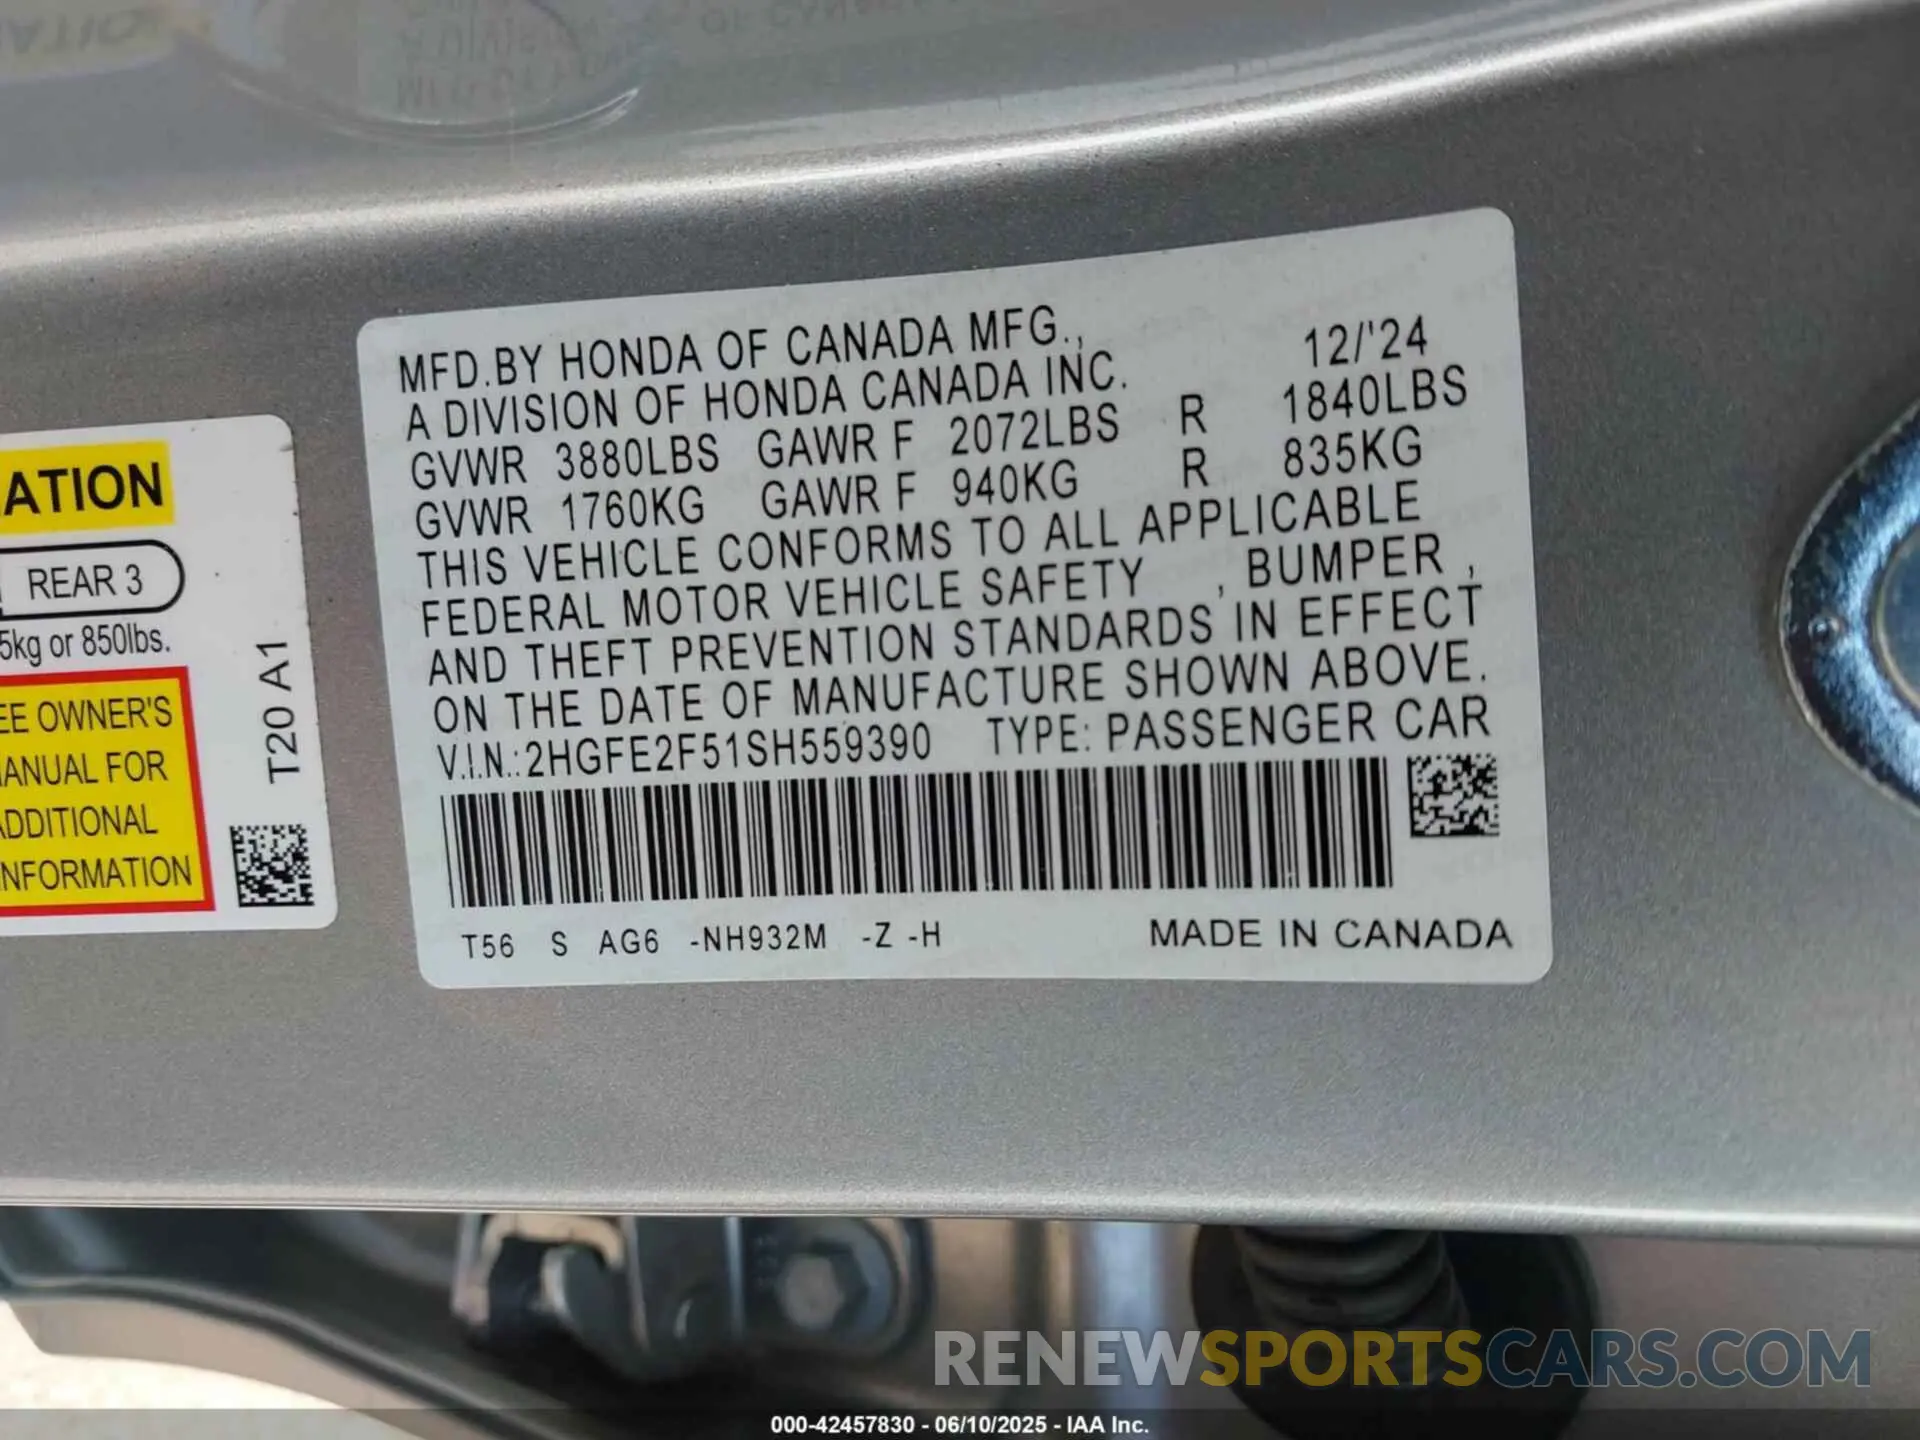 MFD.BY HONDA OF CANADA MFG., 12/'24
A DIVISION OF HONDA CANADA INC.
GVWR 3880LBS GAWR F 2072LBS R 1840LBS
GVWR 1760KG GAWR F 940KG R 835KG
THIS VEHICLE CONFORMS TO ALL APPLICABLE
FEDERAL MOTOR VEHICLE SAFETY , BUMPER ,
AND THEFT PREVENTION STANDARDS IN EFFECT
ON THE DATE OF MANUFACTURE SHOWN ABOVE.
V.I.N.:2HGFE2F51SH559390 TYPE: PASSENGER CAR
T56 S AG6 -NH932M -Z -H MADE IN CANADA
ATION
REAR 3
5kg or 850lbs.
EE OWNER'S
ANUAL FOR
ADDITIONAL
INFORMATION
T20 A1
RENEWSPORTSCARS.COM
000-42457830 - 06/10/2025 - IAA Inc.